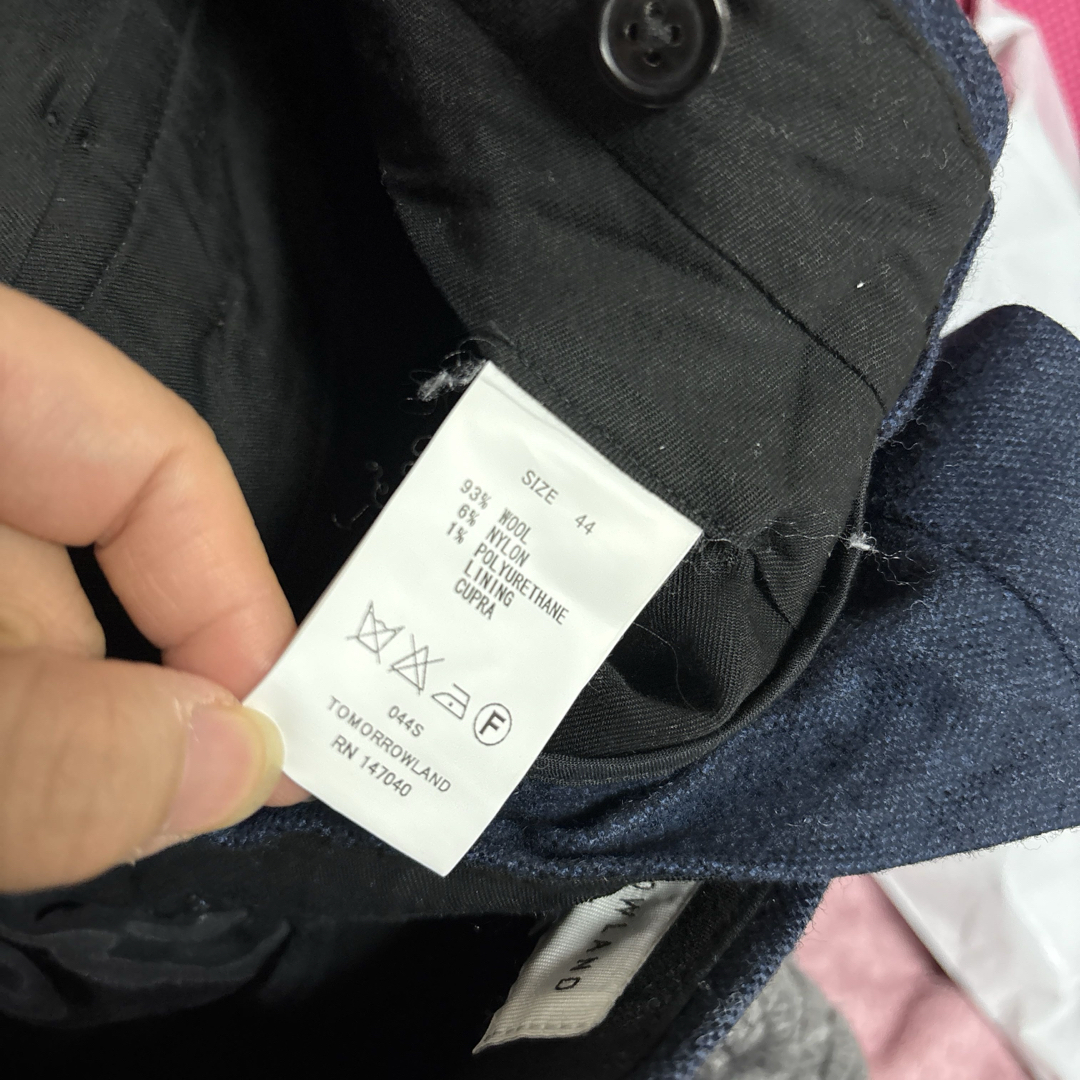 SIZE 44
93% WOOL
6% NYLON
1% POLYURETHANE
LINING
CUPRA
F
044S
TOMORROWLAND
RN 147040
OWLAND